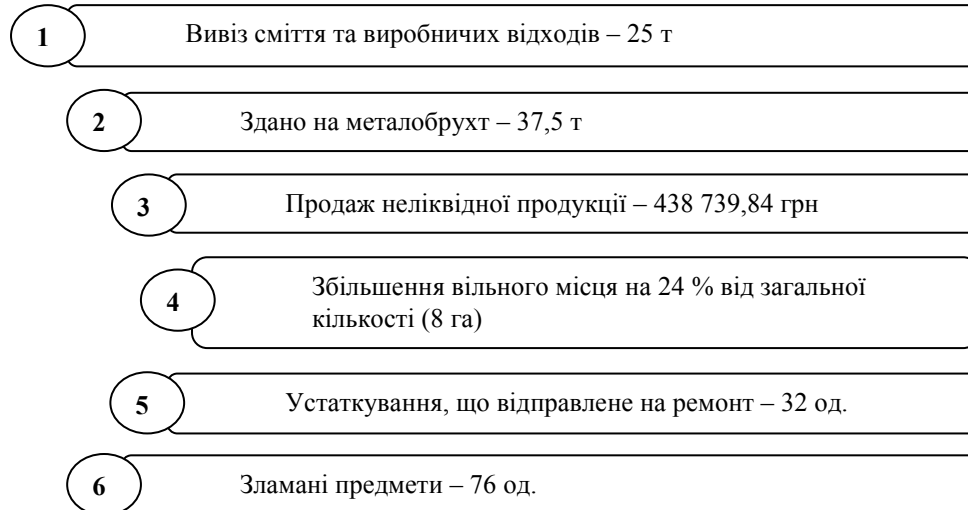 1 Вивіз сміття та виробничих відходів – 25 т
2 Здано на металобрухт – 37,5 т
3 Продаж неліквідної продукції – 438 739,84 грн
4 Збільшення вільного місця на 24 % від загальної
кількості (8 га)
5 Устаткування, що відправлене на ремонт – 32 од.
6 Зламані предмети – 76 од.